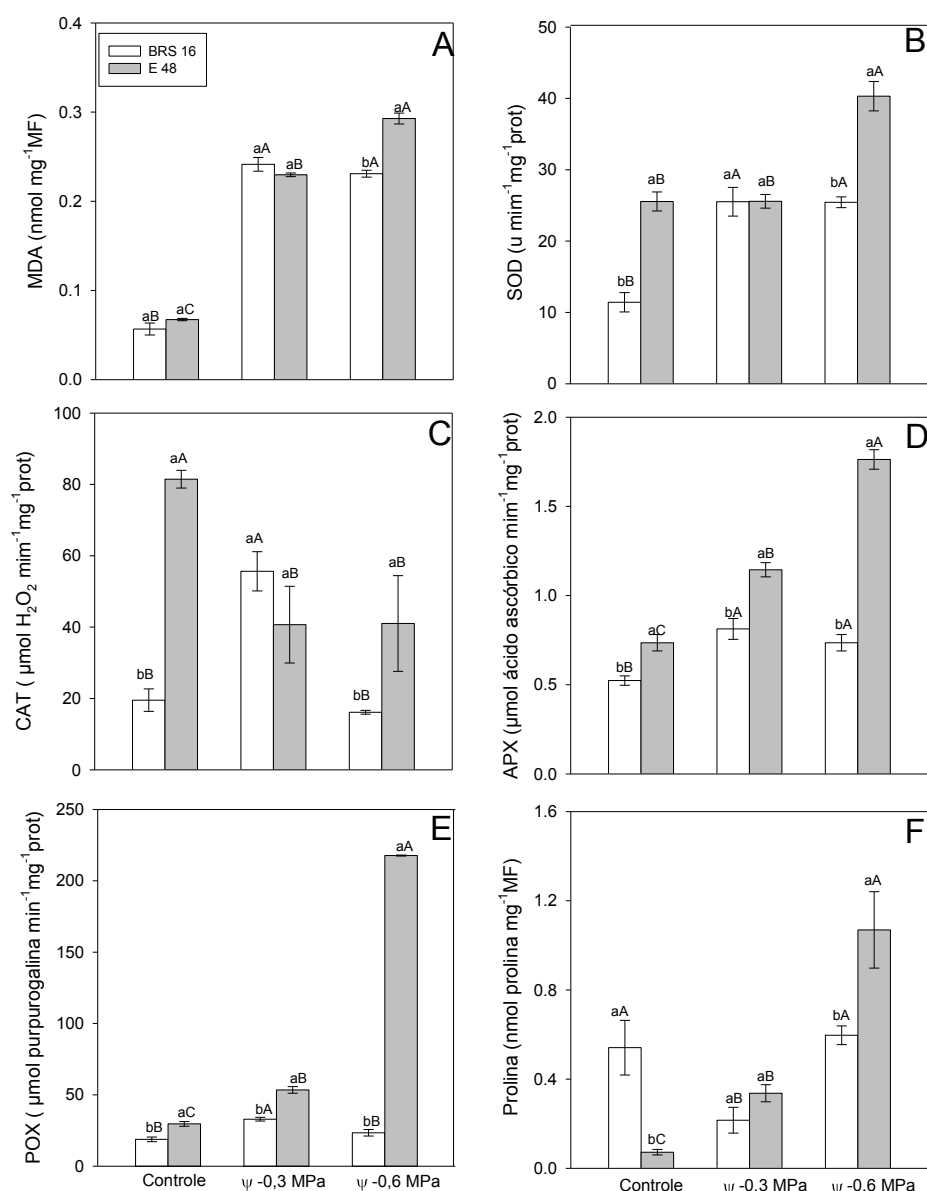 A
BRS 16
E 48
MDA (nmol mg⁻¹MF)
0.4
0.3
0.2
0.1
0.0
aB
aC
aA
aB
bA
aA
B
SOD (u mim⁻¹mg⁻¹prot)
50
40
30
20
10
0
bB
aB
aA
aB
bA
aA
C
CAT ( µmol H₂O₂ mim⁻¹mg⁻¹prot)
100
80
60
40
20
0
bB
aA
aA
aB
bB
aB
D
APX (µmol ácido ascórbico mim⁻¹mg⁻¹prot)
2.0
1.5
1.0
0.5
0.0
bB
aC
bA
aB
bA
aA
E
POX ( µmol purpurogalina min⁻¹mg⁻¹prot)
250
200
150
100
50
0
bB
aC
bA
aB
bB
aA
Controle
ψ -0,3 MPa
ψ -0,6 MPa
F
Prolina (nmol prolina mg⁻¹MF)
1.6
1.2
0.8
0.4
0.0
aA
bC
aB
aB
bA
aA
Controle
ψ -0.3 MPa
ψ -0.6 MPa